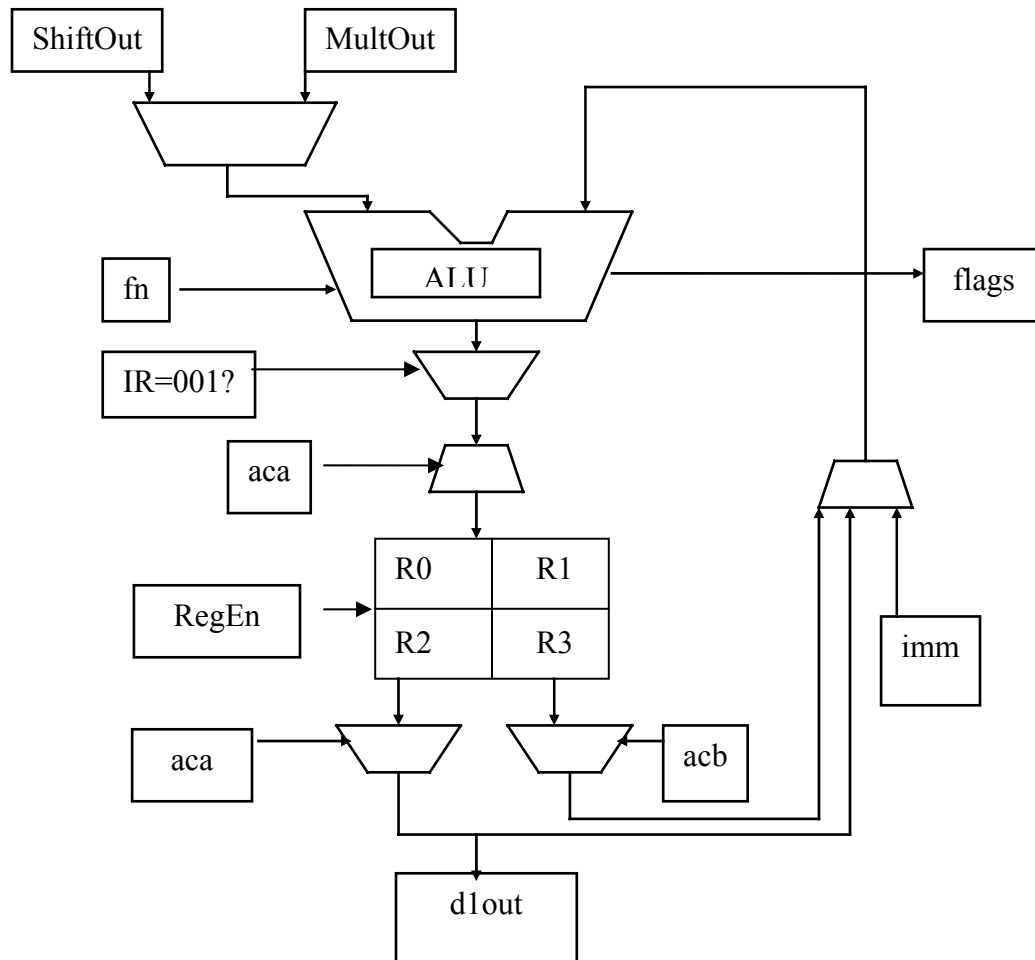 ShiftOut
MultOut
ALU
fn
flags
IR=001?
aca
R0
R1
RegEn
R2
R3
imm
aca
acb
d1out